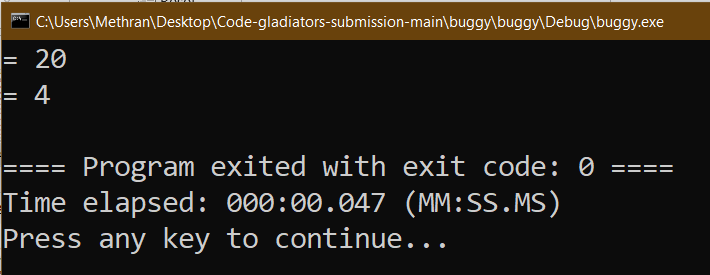 C:\Users\Methran\Desktop\Code-gladiators-submission-main\buggy\buggy\Debug\buggy.exe
= 20
= 4
==== Program exited with exit code: 0 ====
Time elapsed: 000:00.047 (MM:SS.MS)
Press any key to continue...